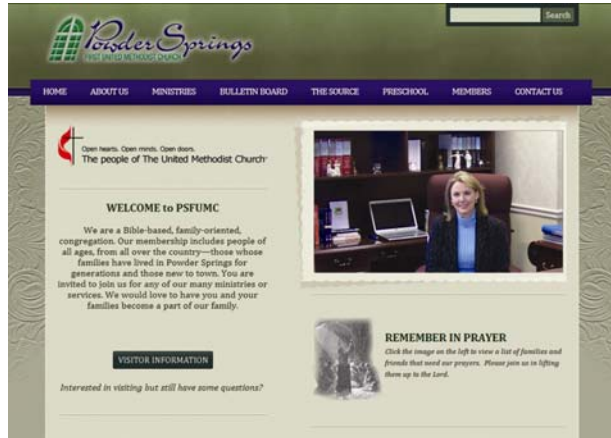 Powder Springs
FIRST UNITED METHODIST CHURCH
Search
HOME ABOUT US MINISTRIES BULLETIN BOARD THE SOURCE PRESCHOOL MEMBERS CONTACT US
Open hearts. Open minds. Open doors.
The people of The United Methodist Church
WELCOME to PSFUMC
We are a Bible-based, family-oriented,
congregation. Our membership includes people of
all ages, from all over the country—those whose
families have lived in Powder Springs for
generations and those new to town. You are
invited to join us for any of our many ministries or
services. We would love to have you and your
families become a part of our family.
VISITOR INFORMATION
Interested in visiting but still have some questions?
REMEMBER IN PRAYER
Click the image on the left to view a list of families and
friends that need our prayers. Please join us in lifting
them up to the Lord.